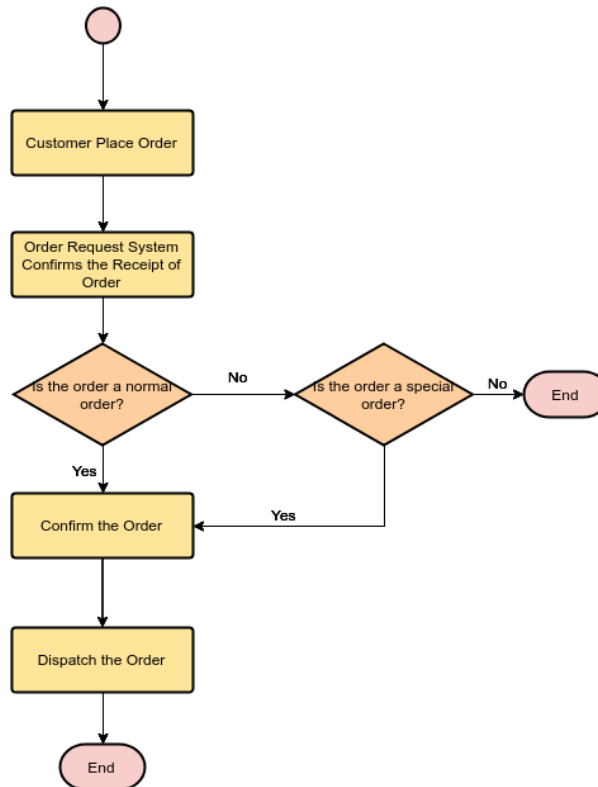 Customer Place Order
Order Request System
Confirms the Receipt of
Order
Is the order a normal
order?
No
Is the order a special
order?
No
End
Yes
Yes
Confirm the Order
Dispatch the Order
End